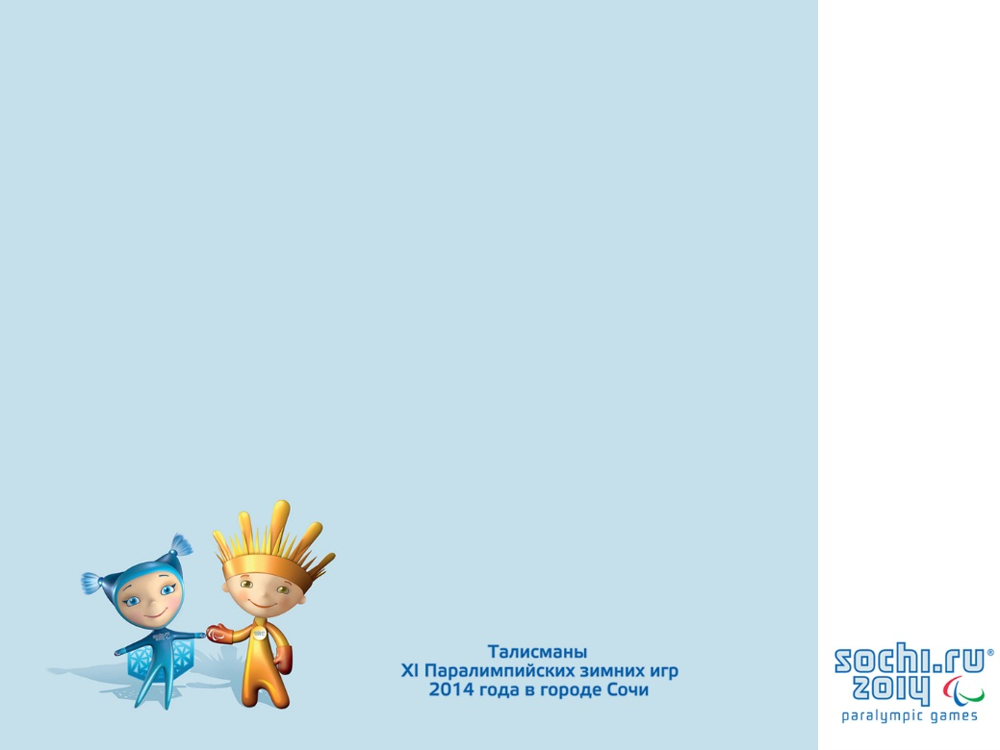 Талисманы
XI Паралимпийских зимних игр
2014 года в городе Сочи
sochi.ru®
2014
paralympic games